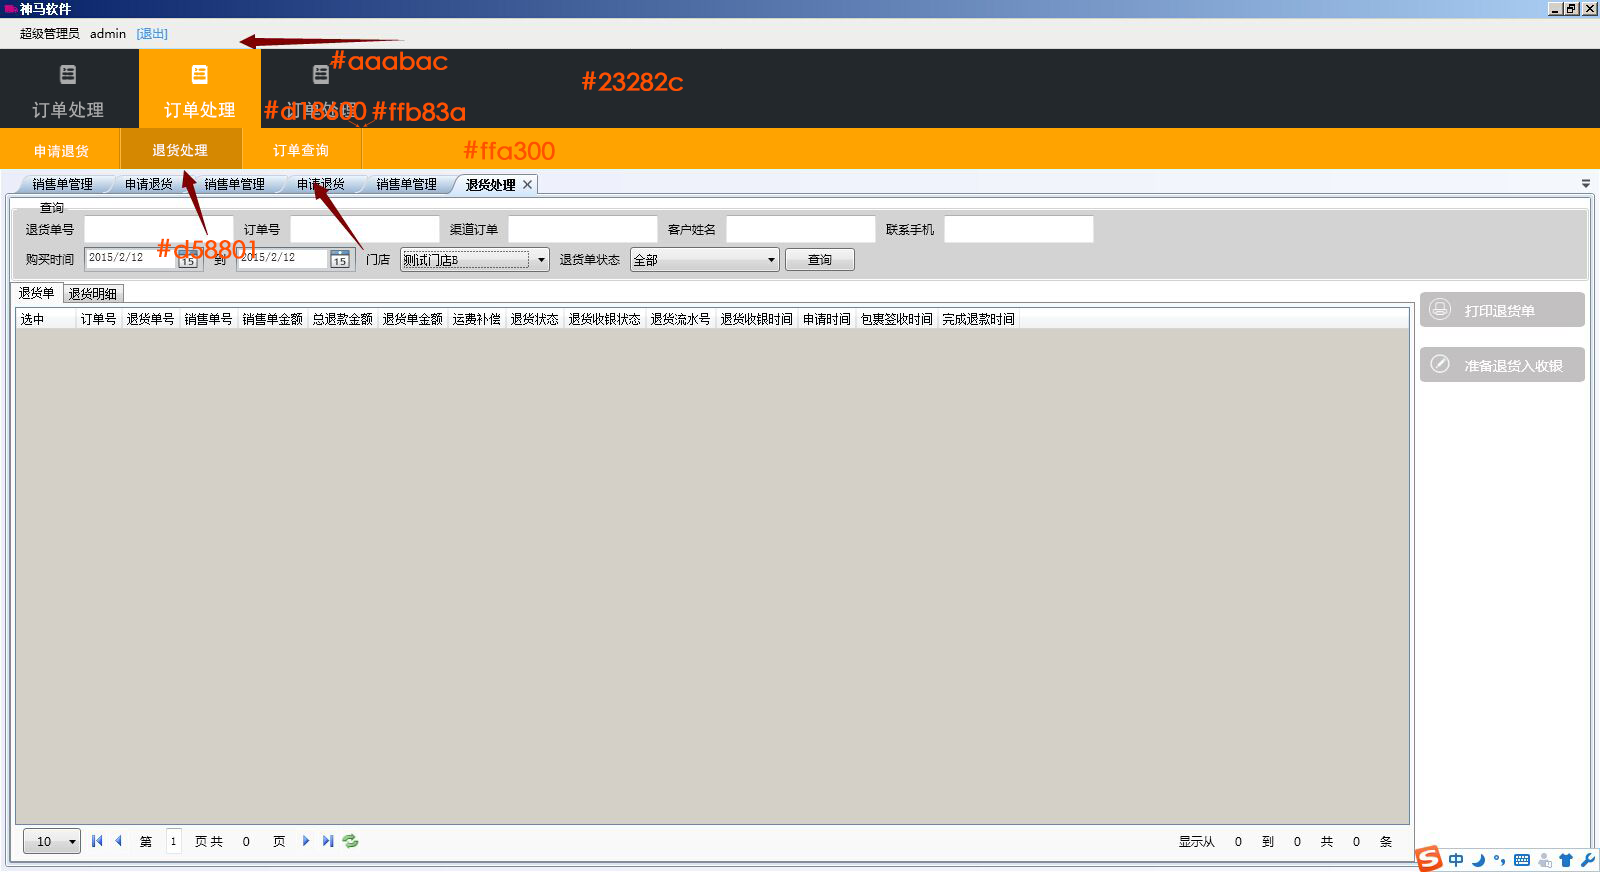 神马软件
超级管理员 admin [退出]
#aaabac
#23282c
订单处理 订单处理 订单处理
#d18600 #ffb83a
申请退货 退货处理 订单查询 #ffa300
销售单管理 申请退货 销售单管理 申请退货 销售单管理 退货处理
查询
退货单号 订单号 渠道订单 客户姓名 联系手机
#d58801
购买时间 2015/2/12 15 到 2015/2/12 15 门店 测试门店B 退货单状态 全部 查询
退货单 退货明细
选中 订单号 退货单号 销售单号 销售单金额 总退款金额 退货单金额 运费补偿 退货状态 退货收银状态 退货流水号 退货收银时间 申请时间 包裹签收时间 完成退款时间
打印退货单
准备退货入收银
10 第 1 页 共 0 页 显示从 0 到 0 共 0 条
S 中